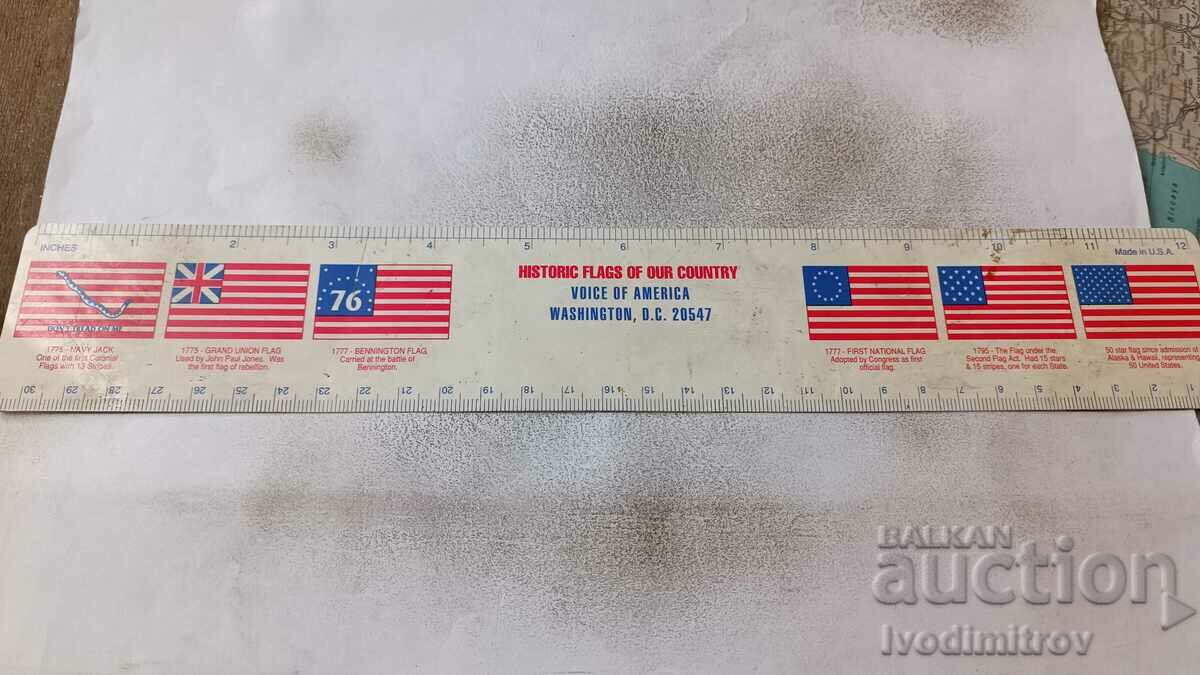 INCHES 1 2 3 4 5 6 7 8 9 10 11 12
Made in U.S.A.
DON'T TREAD ON ME
1775 - NAVY JACK
One of the first Colonial
Flags with 13 Stripes.
1775 - GRAND UNION FLAG
Used by John Paul Jones. Was
the first flag of rebellion.
76
1777 - BENNINGTON FLAG
Carried at the battle of
Bennington.
HISTORIC FLAGS OF OUR COUNTRY
VOICE OF AMERICA
WASHINGTON, D.C. 20547
1777 - FIRST NATIONAL FLAG
Adopted by Congress as first
official flag.
1795 - The Flag under the
Second Flag Act. Had 15 stars
& 15 stripes, one for each State.
50 star flag since admission of
Alaska & Hawaii, representing
50 United States.
30 29 28 27 26 25 24 23 22 21 20 19 18 17 16 15 14 13 12 11 10 9 8 7 6 5 4 3 2 1
Biscaya
BALKAN
auction
Ivodimitrov